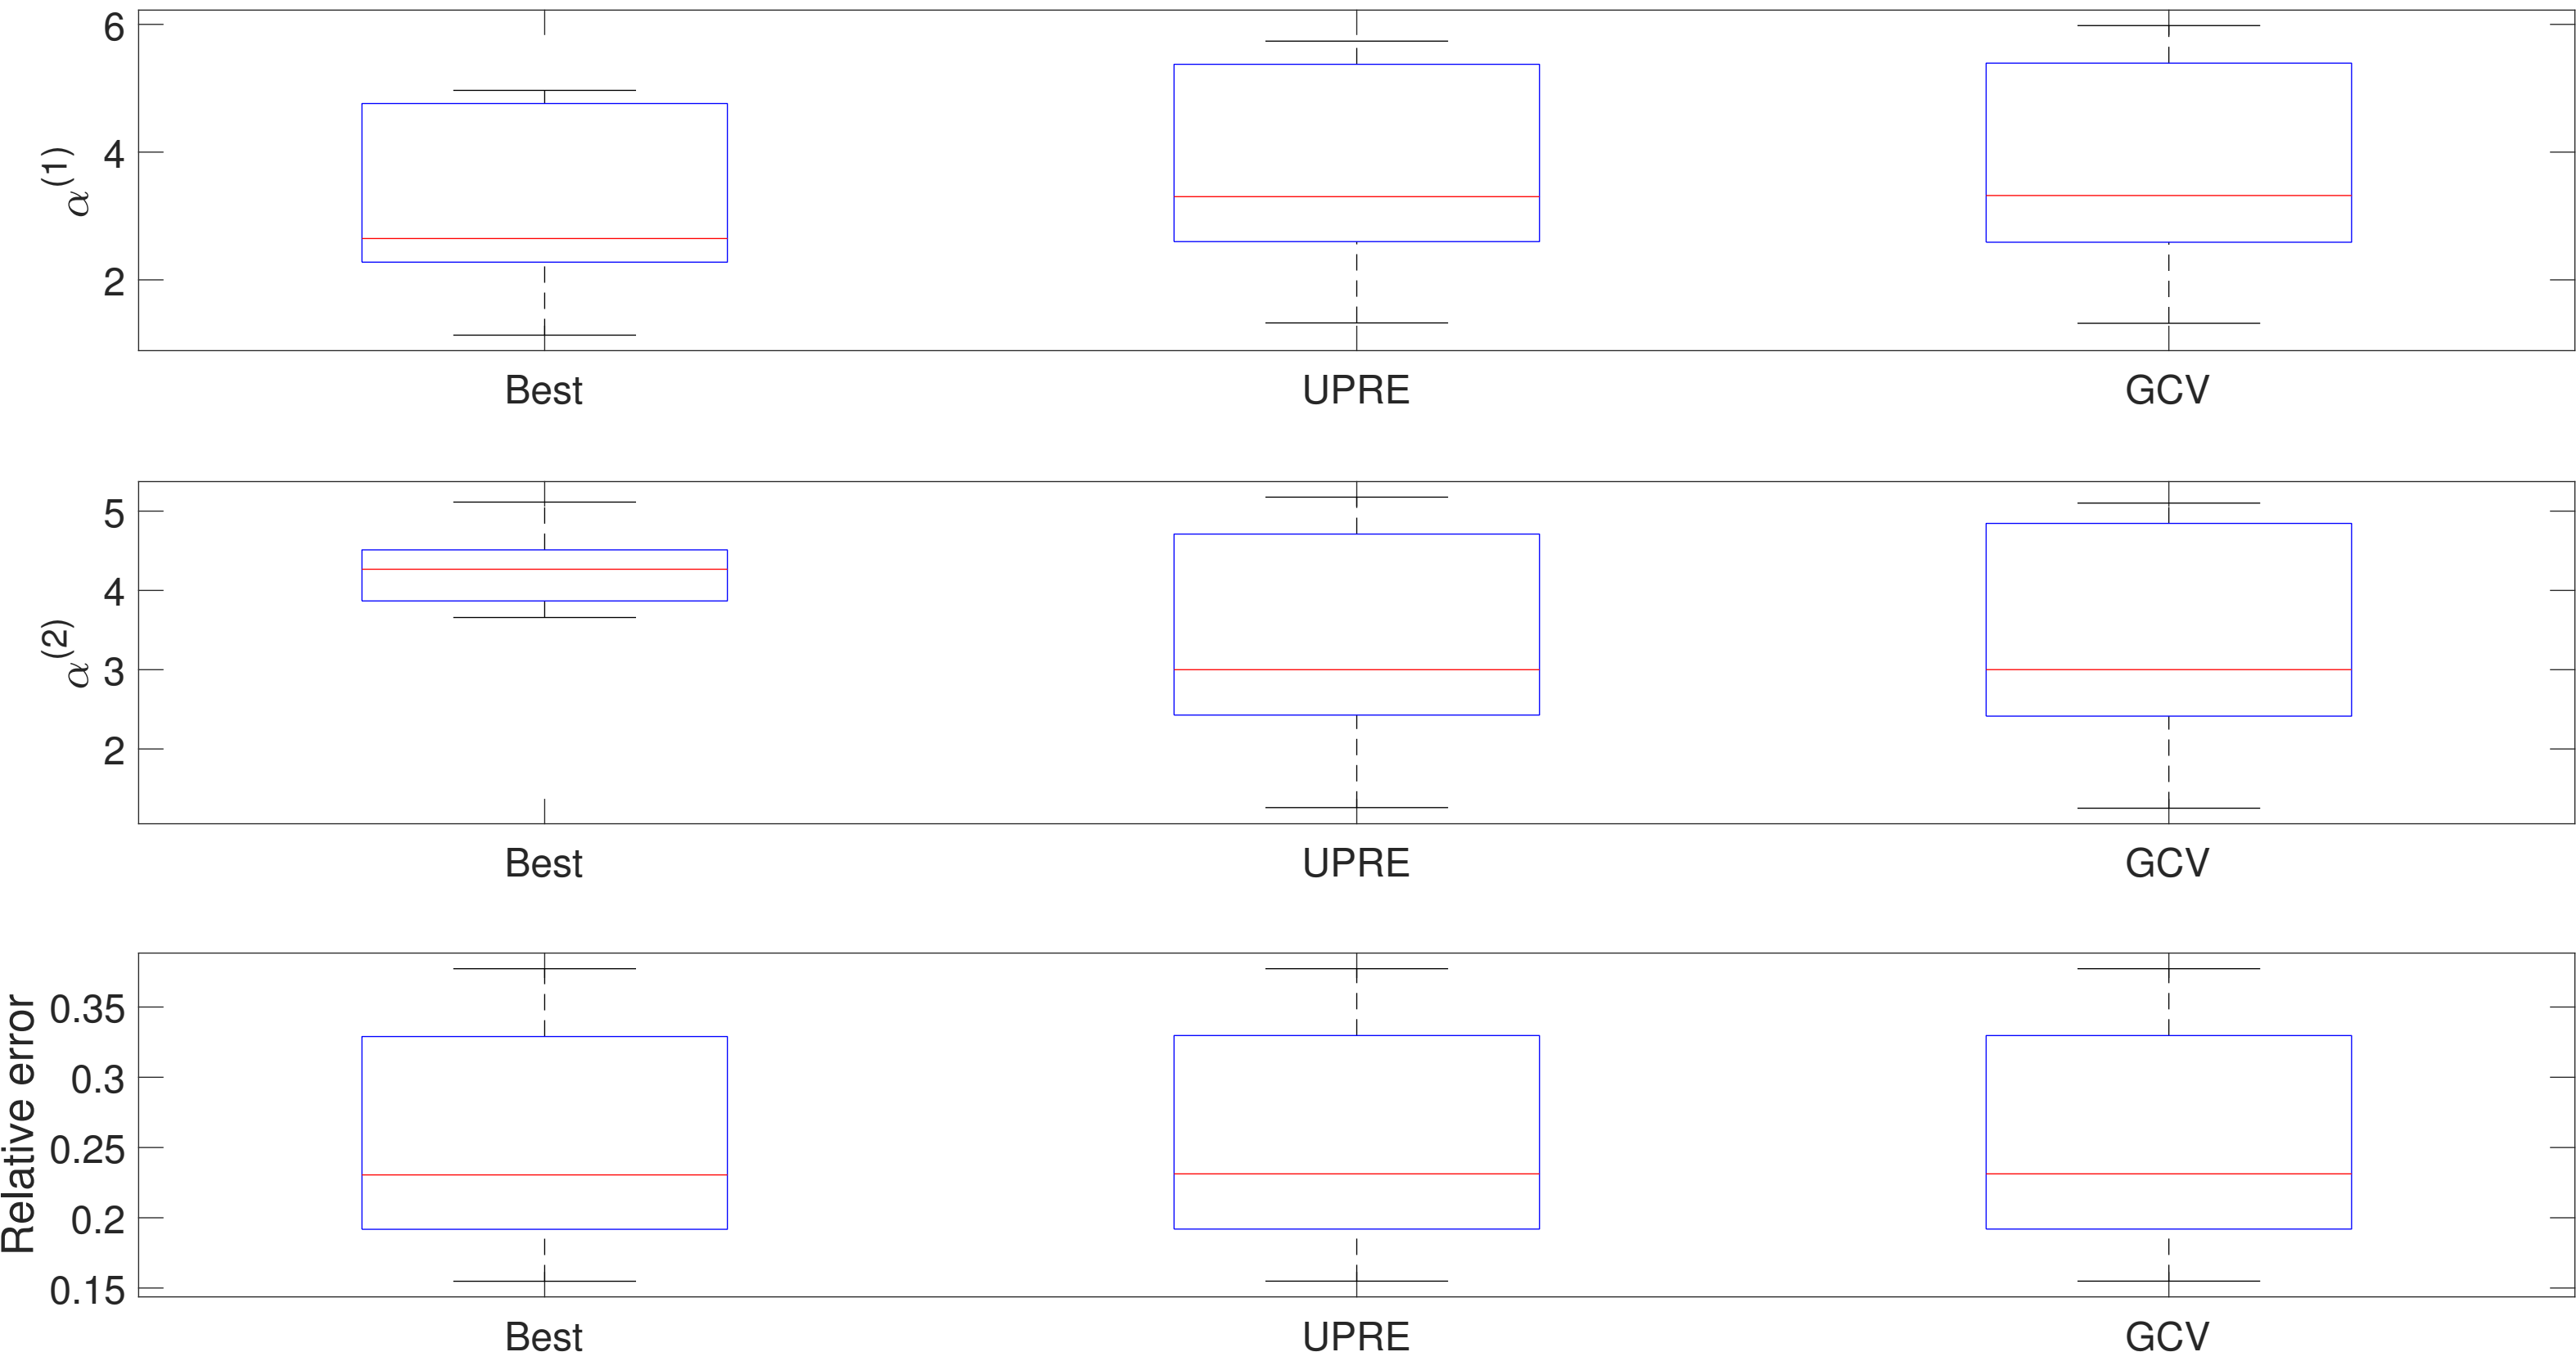 6
4
2
α(1)
Best UPRE GCV
5
4
3
2
α(2)
Best UPRE GCV
0.35
0.3
0.25
0.2
0.15
Relative error
Best UPRE GCV